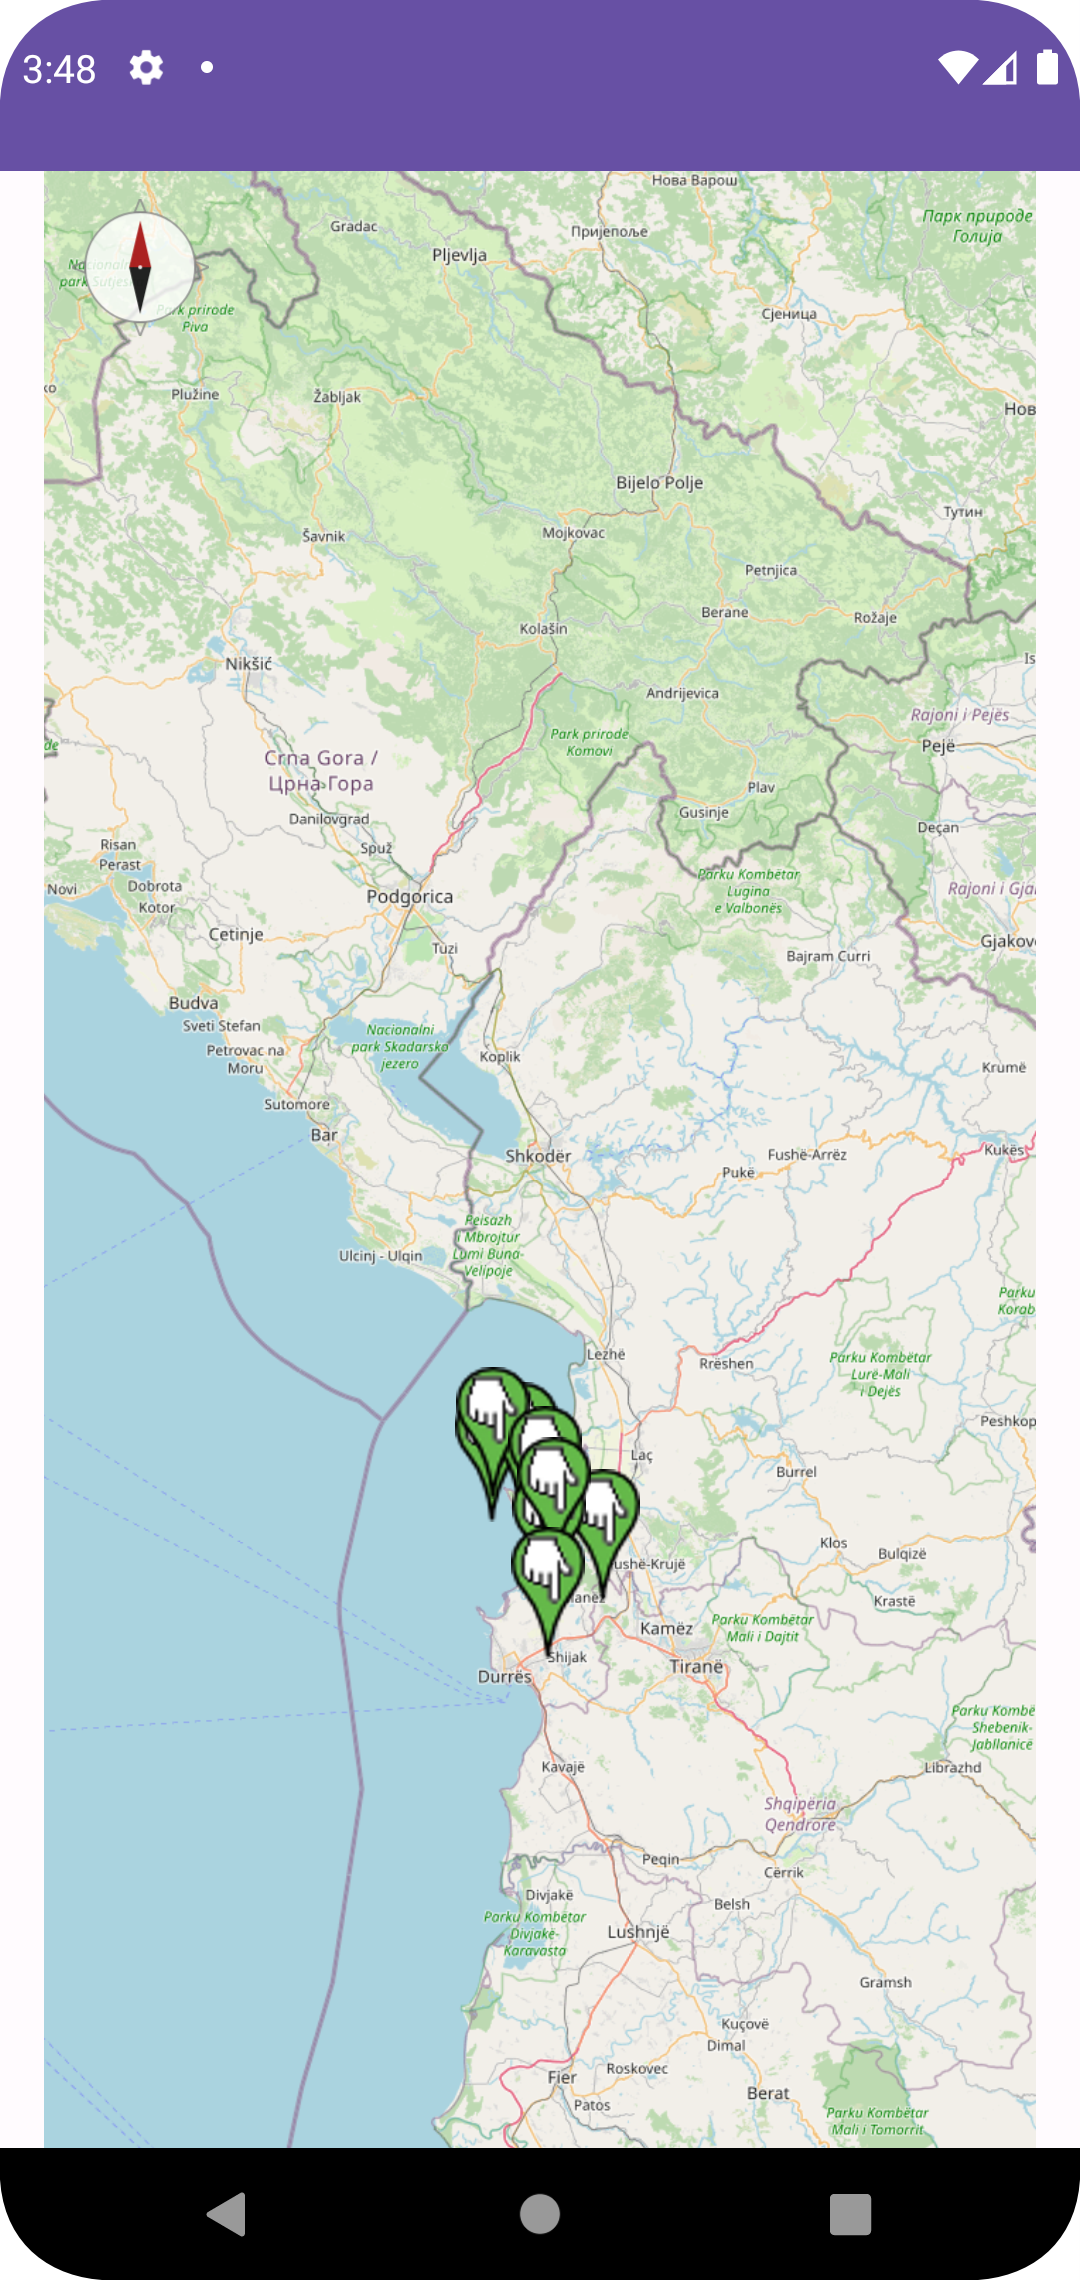 3:48
Нова Варош
Gradac
Пријепоље
Парк природе
Голија
Pljevlja
Nacionalni
park Sutjes
Park prirode
Piva
Сјеница
Plužine
Žabljak
Нов
Bijelo Polje
Тутин
Šavnik
Mojkovac
Petnjica
Berane
Rožaje
Kolašin
Nikšić
Is
Andrijevica
Rajoni i Pejës
Park prirode
Komovi
Pejë
de
Crna Gora /
Црна Гора
Plav
Gusinje
Danilovgrad
Deçan
Risan
Spuž
Perast
Parku Kombëtar
Lugina
e Valbonës
Novi
Dobrota
Kotor
Podgorica
Rajoni i Gja
Cetinje
Tuzi
Gjakov
Bajram Curri
Budva
Sveti Stefan
Nacionalni
park Skadarsko
jezero
Petrovac na
Moru
Koplik
Krumë
Sutomore
Bar
Shkodër
Fushë-Arrëz
Kukës
Pukë
Peisazh
i Mbrojtur
Lumi Buna-
Velipoje
Ulcinj - Ulqin
Parku
Korab
Lezhë
Rrëshen
Parku Kombëtar
Lurë-Mali
i Dejës
Peshkop
Laç
Burrel
Klos
Bulqizë
ushë-Krujë
Krastë
anëz
Kamëz
Parku Kombëtar
Mali i Dajtit
Shijak
Tiranë
Durrës
Parku Kombë
Shebenik-
Jabllanicë
Kavajë
Librazhd
Shqipëria
Qendrore
Peqin
Cërrik
Divjakë
Belsh
Parku Kombëtar
Divjakë-
Karavasta
Lushnjë
Gramsh
Kuçovë
Dimal
Roskovec
Fier
Berat
Patos
Parku Kombëtar
Mali i Tomorrit